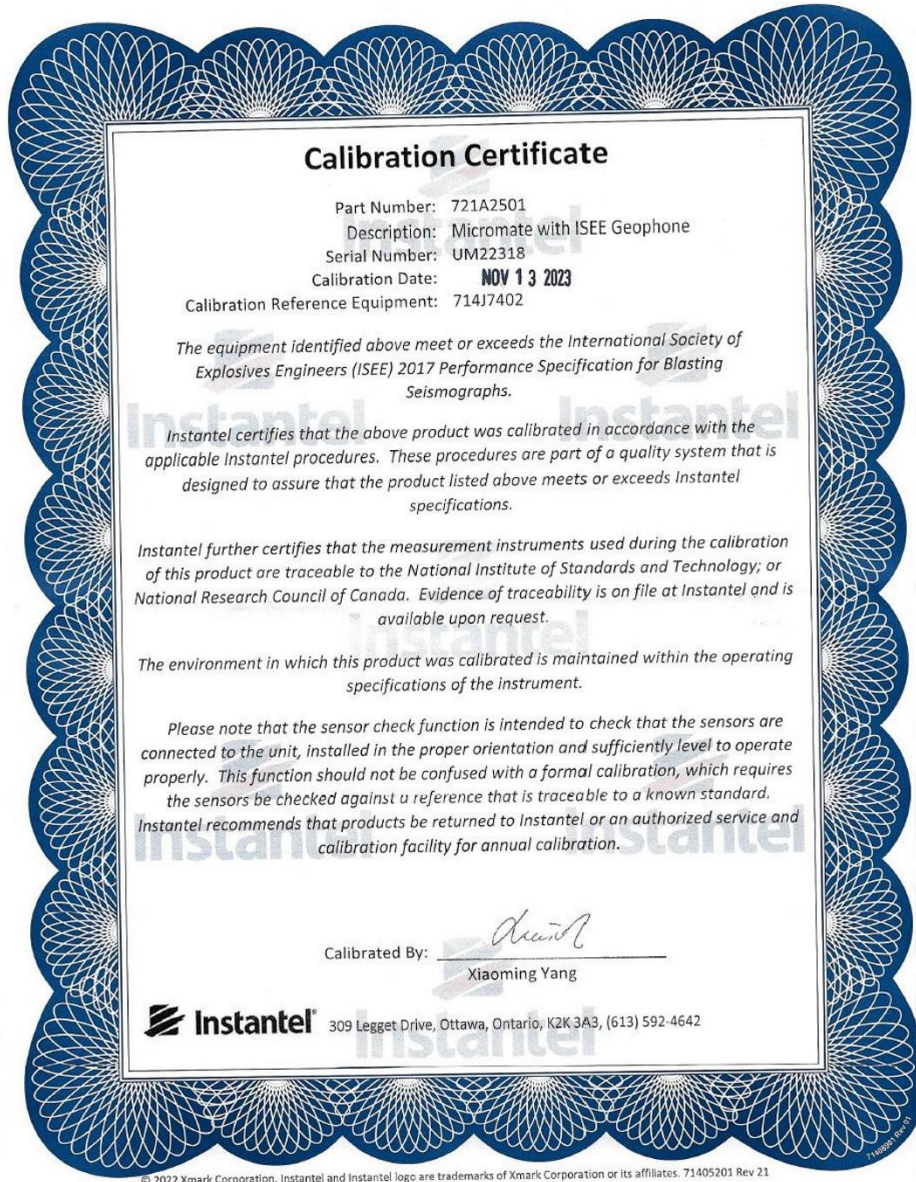 Calibration Certificate
Part Number: 721A2501
Description: Micromate with ISEE Geophone
Serial Number: UM22318
Calibration Date: NOV 13 2023
Calibration Reference Equipment: 714J7402
The equipment identified above meet or exceeds the International Society of
Explosives Engineers (ISEE) 2017 Performance Specification for Blasting
Seismographs.
Instantel certifies that the above product was calibrated in accordance with the
applicable Instantel procedures. These procedures are part of a quality system that is
designed to assure that the product listed above meets or exceeds Instantel
specifications.
Instantel further certifies that the measurement instruments used during the calibration
of this product are traceable to the National Institute of Standards and Technology; or
National Research Council of Canada. Evidence of traceability is on file at Instantel and is
available upon request.
The environment in which this product was calibrated is maintained within the operating
specifications of the instrument.
Please note that the sensor check function is intended to check that the sensors are
connected to the unit, installed in the proper orientation and sufficiently level to operate
properly. This function should not be confused with a formal calibration, which requires
the sensors be checked against a reference that is traceable to a known standard.
Instantel recommends that products be returned to Instantel or an authorized service and
calibration facility for annual calibration.
Calibrated By:
Xiaoming Yang
Instantel® 309 Legget Drive, Ottawa, Ontario, K2K 3A3, (613) 592-4642
© 2022 Xmark Corporation. Instantel and Instantel logo are trademarks of Xmark Corporation or its affiliates. 71405201 Rev 21